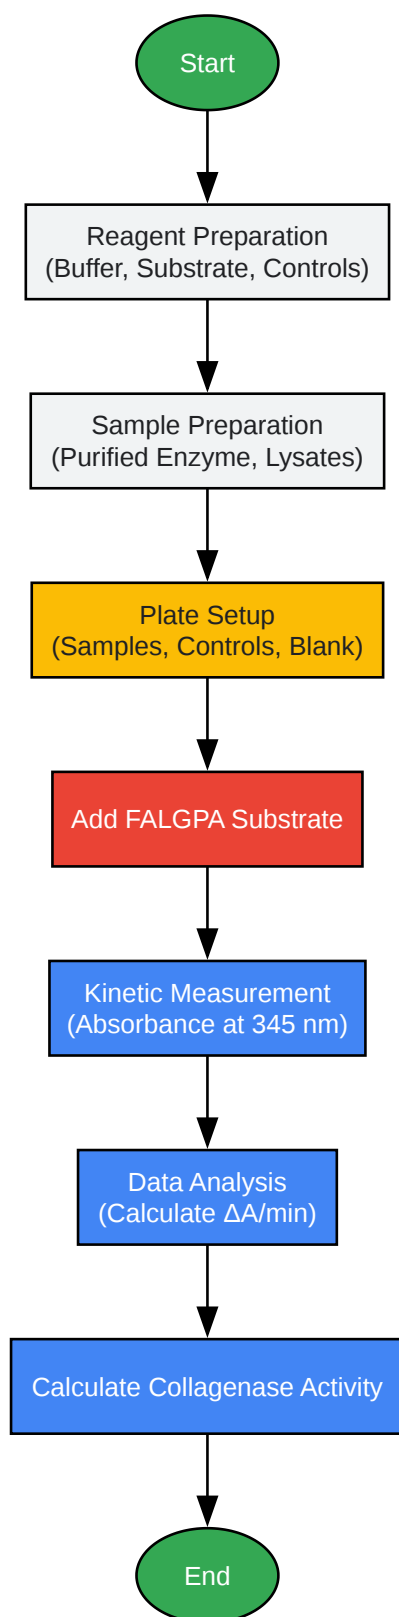 Start
Reagent Preparation
(Buffer, Substrate, Controls)
Sample Preparation
(Purified Enzyme, Lysates)
Plate Setup
(Samples, Controls, Blank)
Add FALGPA Substrate
Kinetic Measurement
(Absorbance at 345 nm)
Data Analysis
(Calculate ΔA/min)
Calculate Collagenase Activity
End